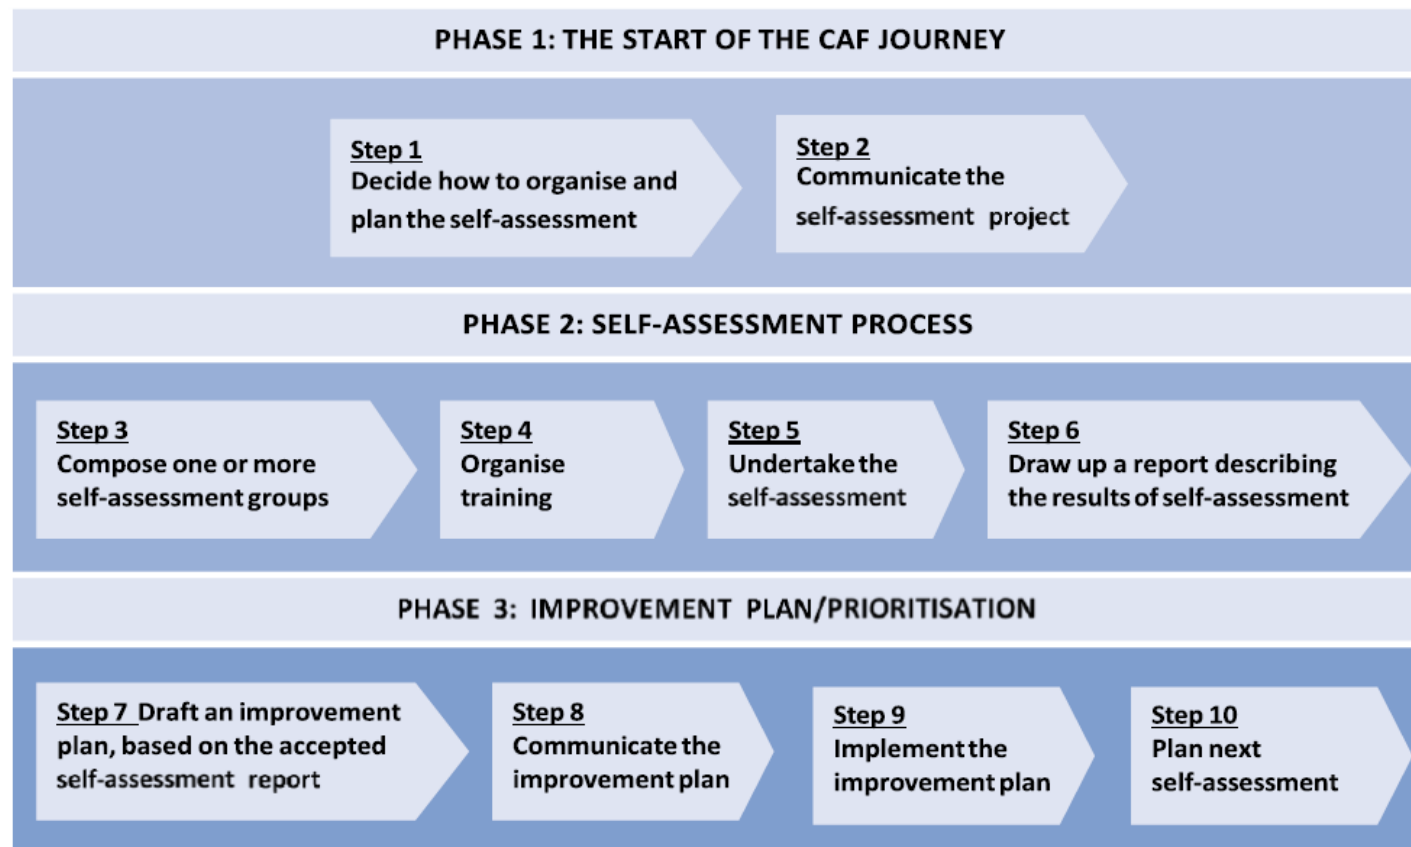 PHASE 1: THE START OF THE CAF JOURNEY
Step 1
Decide how to organise and
plan the self-assessment
Step 2
Communicate the
self-assessment project
PHASE 2: SELF-ASSESSMENT PROCESS
Step 3
Compose one or more
self-assessment groups
Step 4
Organise
training
Step 5
Undertake the
self-assessment
Step 6
Draw up a report describing
the results of self-assessment
PHASE 3: IMPROVEMENT PLAN/PRIORITISATION
Step 7 Draft an improvement
plan, based on the accepted
self-assessment report
Step 8
Communicate the
improvement plan
Step 9
Implement the
improvement plan
Step 10
Plan next
self-assessment